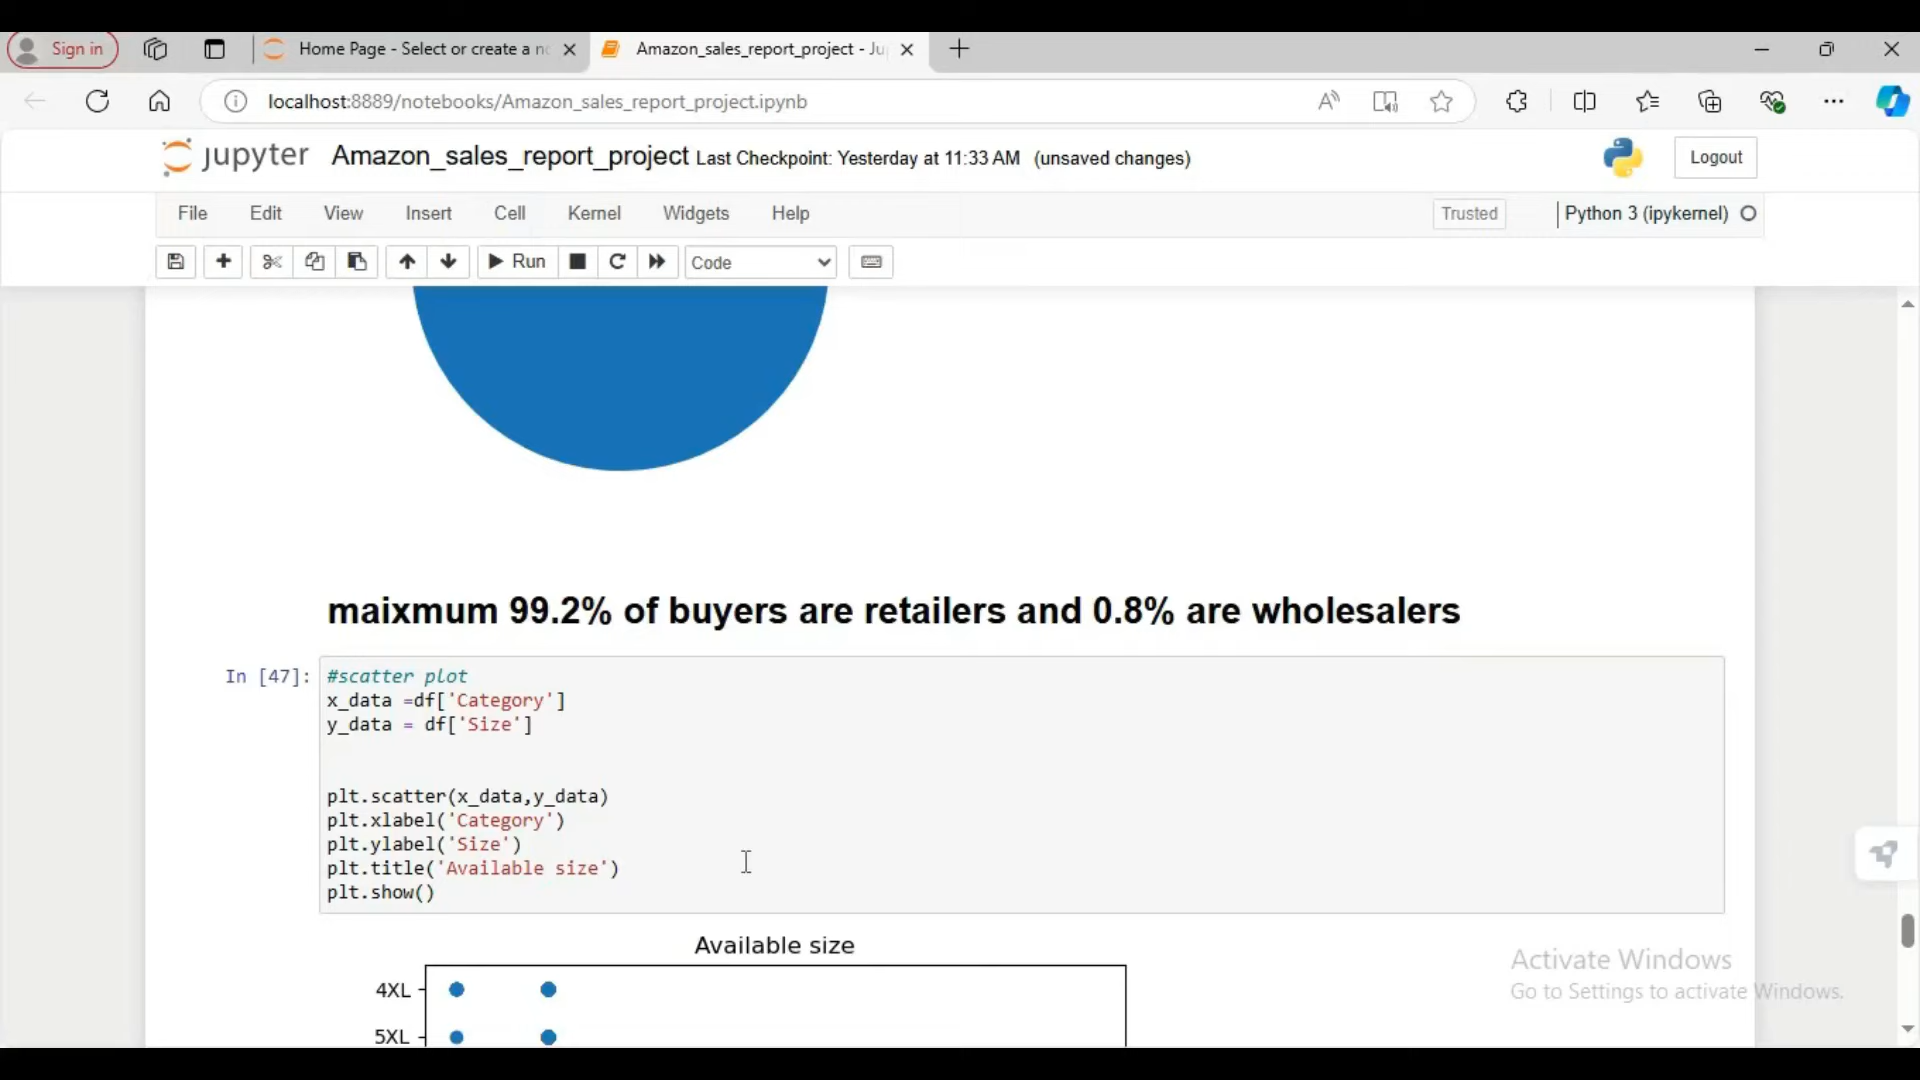 Sign in
Home Page - Select or create a no
Amazon_sales_report_project - Ju
localhost:8889/notebooks/Amazon_sales_report_project.ipynb
jupyter Amazon_sales_report_project Last Checkpoint: Yesterday at 11:33 AM (unsaved changes)
Logout
File Edit View Insert Cell Kernel Widgets Help
Trusted
Python 3 (ipykernel)
Run
Code
maixmum 99.2% of buyers are retailers and 0.8% are wholesalers
In [47]:
#scatter plot
x_data =df['Category']
y_data = df['Size']
plt.scatter(x_data,y_data)
plt.xlabel('Category')
plt.ylabel('Size')
plt.title('Available size')
plt.show()
Available size
4XL
5XL
Activate Windows
Go to Settings to activate Windows.